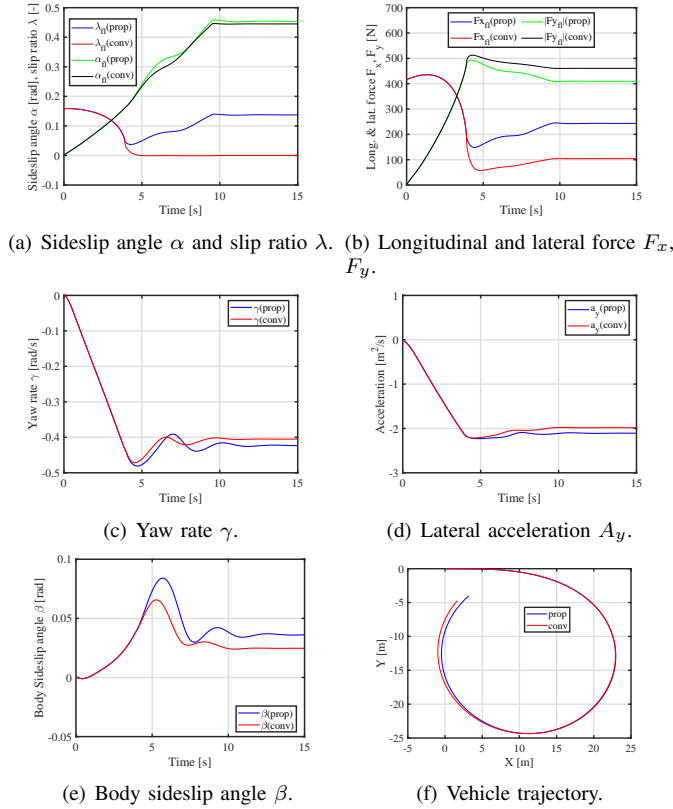 Sideslip angle α [rad], slip ratio λ [-]
0.5
0.4
0.3
0.2
0.1
0
-0.1
λfl(prop)
λfl(conv)
αfl(prop)
αfl(conv)
0 5 10 15
Time [s]
Long. & lat. force Fx, Fy [N]
700
600
500
400
300
200
100
0
Fxfl(prop) |Fyfl|(prop)
Fxfl(conv) |Fyfl|(conv)
0 5 10 15
Time [s]
(a) Sideslip angle α and slip ratio λ.
(b) Longitudinal and lateral force Fx,
Fy.
Yaw rate γ [rad/s]
0
-0.1
-0.2
-0.3
-0.4
-0.5
γ(prop)
γ(conv)
0 5 10 15
Time [s]
(c) Yaw rate γ.
Acceleration [m²/s]
1
0
-1
-2
-3
ay(prop)
ay(conv)
0 5 10 15
Time [s]
(d) Lateral acceleration Ay.
Body Sideslip angle β [rad]
0.1
0.05
0
-0.05
β(prop)
β(conv)
0 5 10 15
Time [s]
(e) Body sideslip angle β.
Y [m]
0
-5
-10
-15
-20
-25
prop
conv
-5 0 5 10 15 20 25
X [m]
(f) Vehicle trajectory.